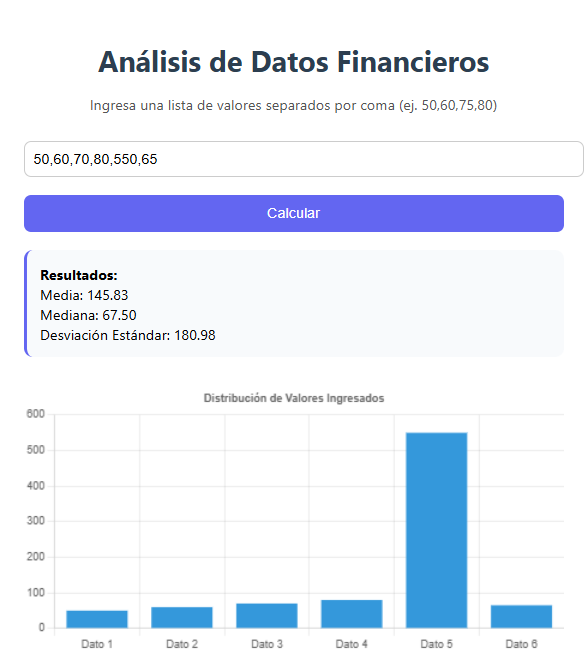 Análisis de Datos Financieros
Ingresa una lista de valores separados por coma (ej. 50,60,75,80)
50,60,70,80,550,65
Calcular
Resultados:
Media: 145.83
Mediana: 67.50
Desviación Estándar: 180.98
Distribución de Valores Ingresados
600
500
400
300
200
100
0
Dato 1 Dato 2 Dato 3 Dato 4 Dato 5 Dato 6